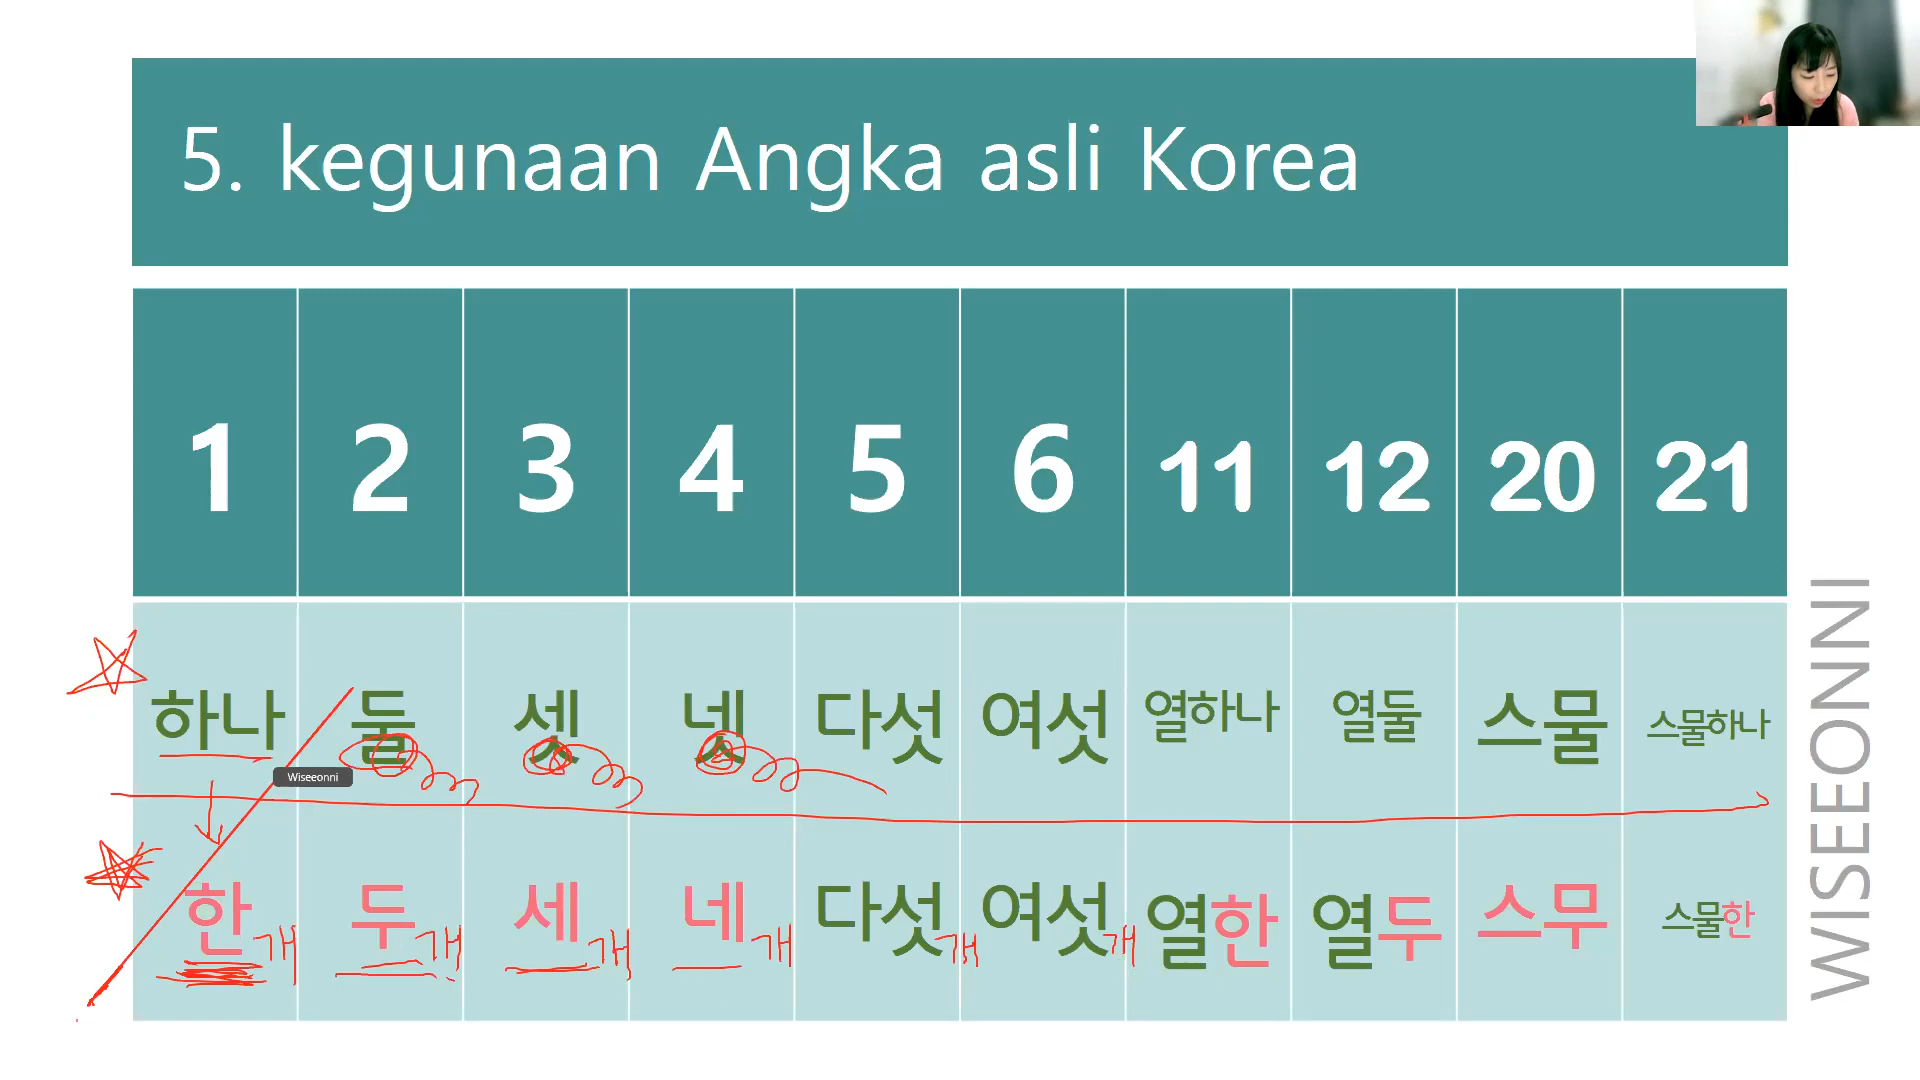 5. kegunaan Angka asli Korea
1 2 3 4 5 6 11 12 20 21
하나 둘 셋 넷 다섯 여섯 열하나 열둘 스물 스물하나
Wiseeonni
한개 두개 세개 네개 다섯개 여섯개 열한 열두 스무 스물한
WISEEONNI